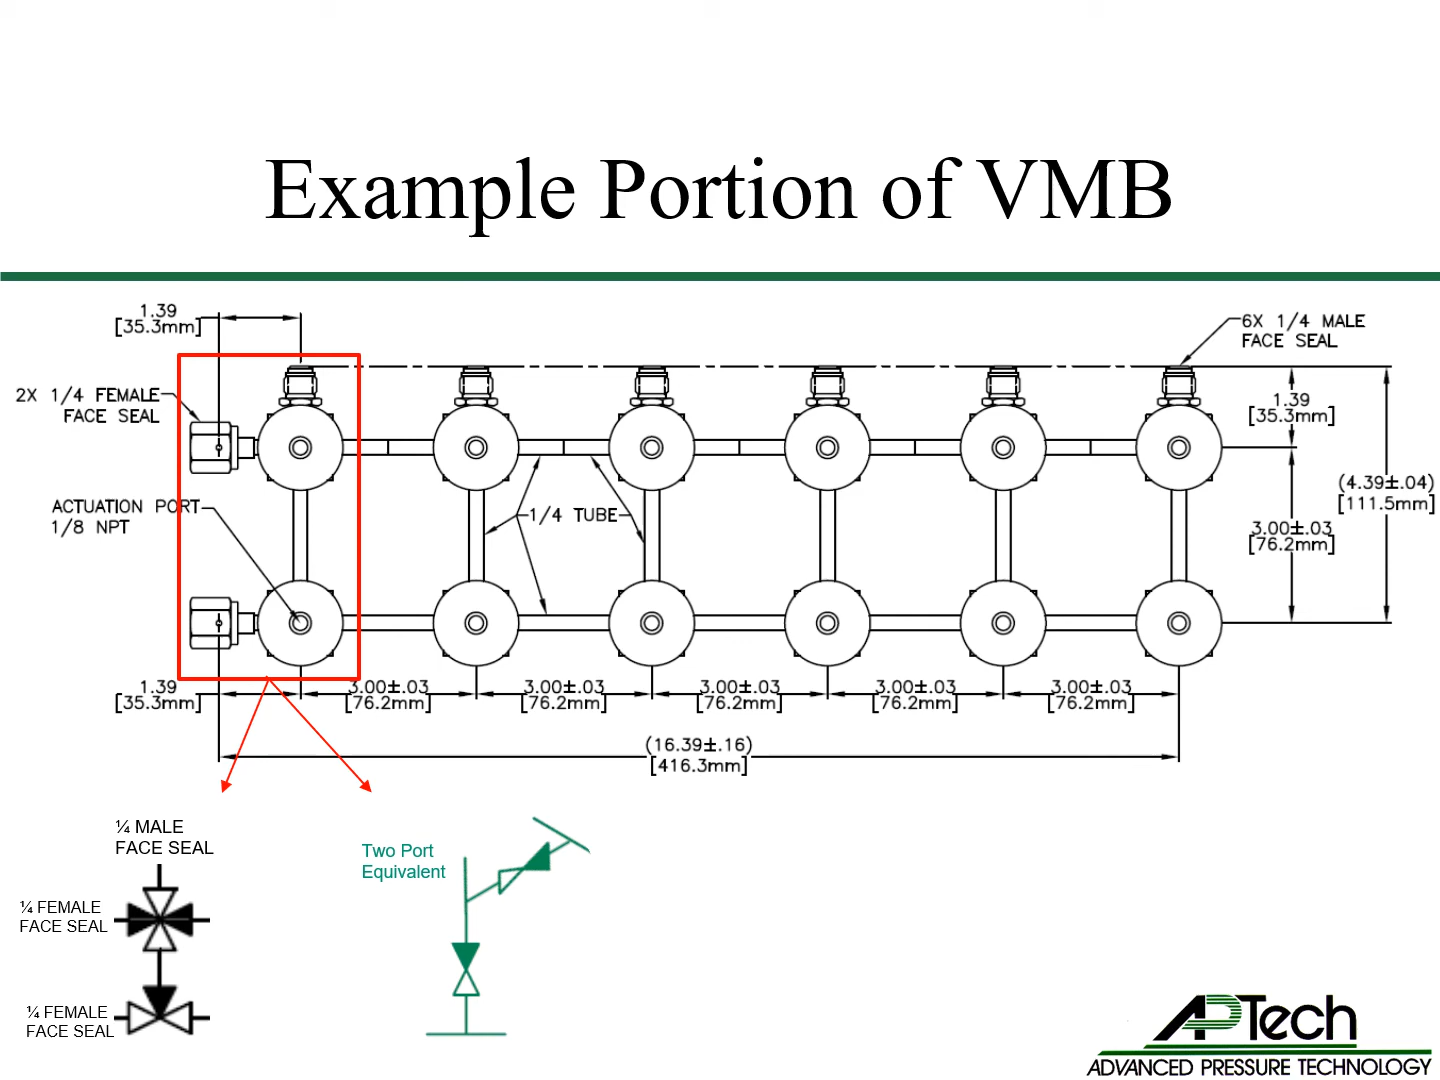 Example Portion of VMB
1.39
[35.3mm]
6X 1/4 MALE
FACE SEAL
2X 1/4 FEMALE
FACE SEAL
1.39
[35.3mm]
ACTUATION PORT
1/8 NPT
1/4 TUBE
(4.39±.04)
[111.5mm]
3.00±.03
[76.2mm]
1.39
[35.3mm]
3.00±.03
[76.2mm]
3.00±.03
[76.2mm]
3.00±.03
[76.2mm]
3.00±.03
[76.2mm]
3.00±.03
[76.2mm]
(16.39±.16)
[416.3mm]
¼ MALE
FACE SEAL
¼ FEMALE
FACE SEAL
¼ FEMALE
FACE SEAL
Two Port
Equivalent
APTech
ADVANCED PRESSURE TECHNOLOGY